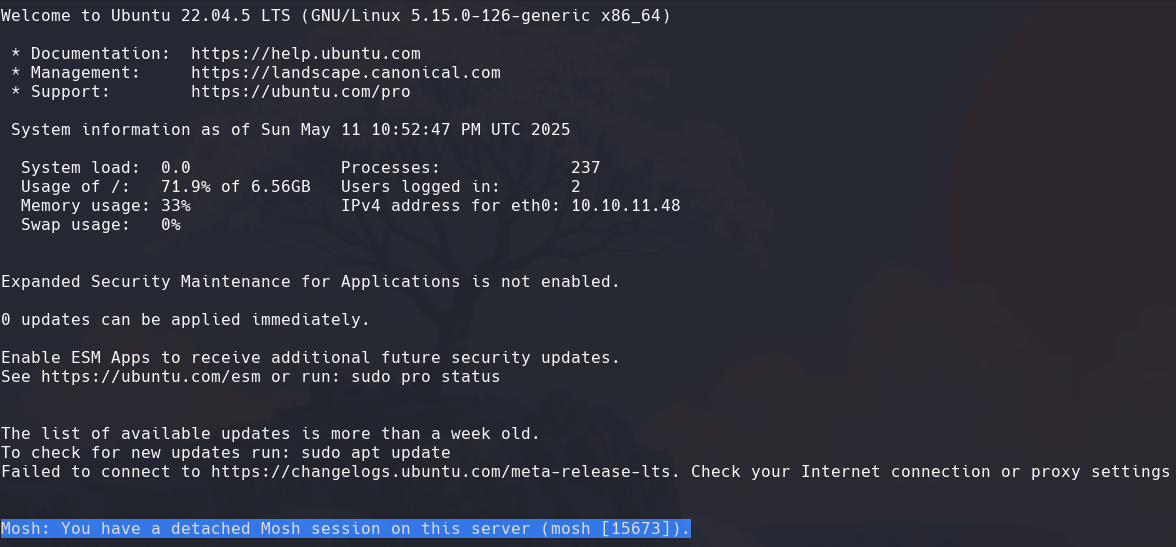 Welcome to Ubuntu 22.04.5 LTS (GNU/Linux 5.15.0-126-generic x86_64)
* Documentation:  https://help.ubuntu.com
* Management:     https://landscape.canonical.com
* Support:        https://ubuntu.com/pro
System information as of Sun May 11 10:52:47 PM UTC 2025
System load:  0.0               Processes:             237
Usage of /:   71.9% of 6.56GB   Users logged in:       2
Memory usage: 33%               IPv4 address for eth0: 10.10.11.48
Swap usage:   0%
Expanded Security Maintenance for Applications is not enabled.
0 updates can be applied immediately.
Enable ESM Apps to receive additional future security updates.
See https://ubuntu.com/esm or run: sudo pro status
The list of available updates is more than a week old.
To check for new updates run: sudo apt update
Failed to connect to https://changelogs.ubuntu.com/meta-release-lts. Check your Internet connection or proxy settings
Mosh: You have a detached Mosh session on this server (mosh [15673]).